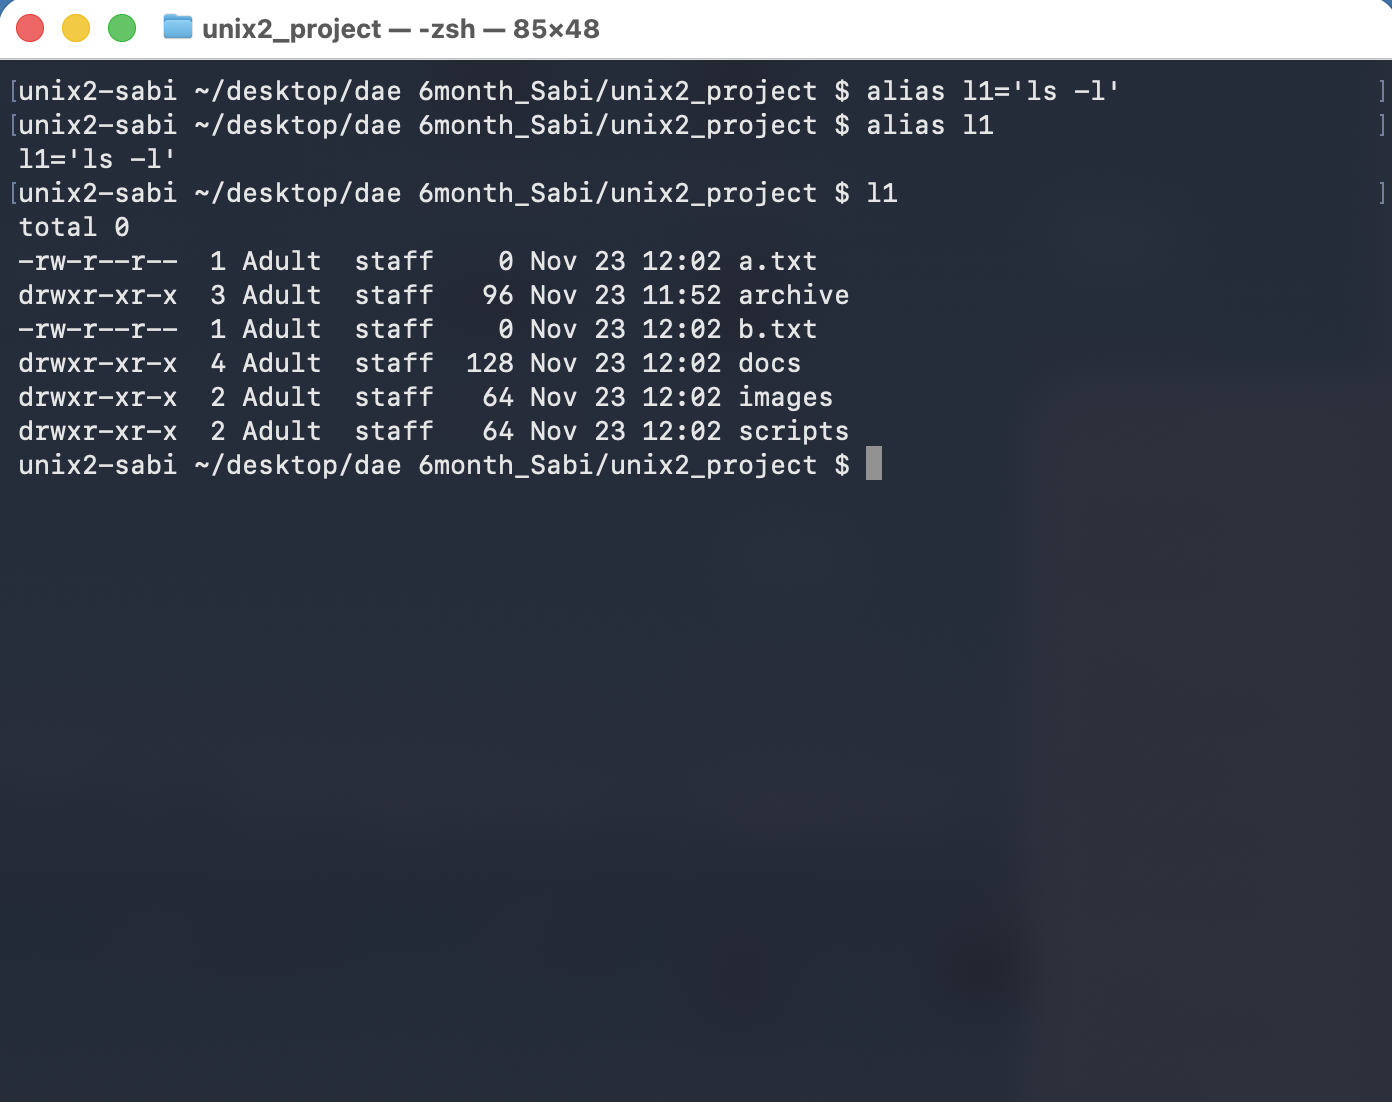 unix2_project — -zsh — 85×48
[unix2-sabi ~/desktop/dae 6month_Sabi/unix2_project $ alias l1='ls -l' ]
[unix2-sabi ~/desktop/dae 6month_Sabi/unix2_project $ alias l1 ]
l1='ls -l'
[unix2-sabi ~/desktop/dae 6month_Sabi/unix2_project $ l1 ]
total 0
-rw-r--r--  1 Adult  staff    0 Nov 23 12:02 a.txt
drwxr-xr-x  3 Adult  staff   96 Nov 23 11:52 archive
-rw-r--r--  1 Adult  staff    0 Nov 23 12:02 b.txt
drwxr-xr-x  4 Adult  staff  128 Nov 23 12:02 docs
drwxr-xr-x  2 Adult  staff   64 Nov 23 12:02 images
drwxr-xr-x  2 Adult  staff   64 Nov 23 12:02 scripts
unix2-sabi ~/desktop/dae 6month_Sabi/unix2_project $